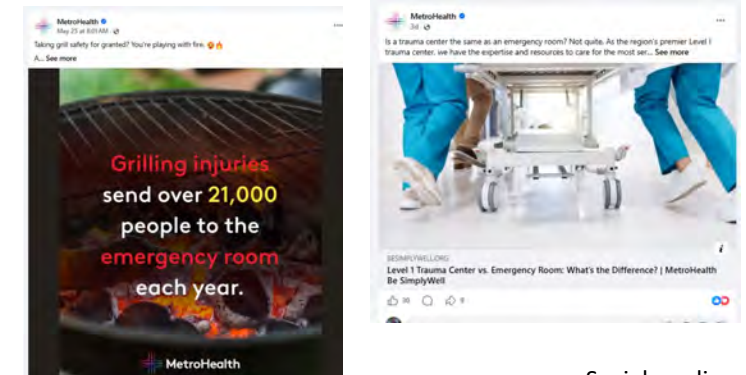 MetroHealth
May 23 at 8:01 AM
Taking grill safety for granted? You're playing with fire.
A... See more
Grilling injuries
send over 21,000
people to the
emergency room
each year.
MetroHealth
MetroHealth
3d
Is a trauma center the same as an emergency room? Not quite. As the region's premier Level I
trauma center, we have the expertise and resources to care for the most ser... See more
BESIMPLYWELL.ORG
Level 1 Trauma Center vs. Emergency Room: What's the Difference? | MetroHealth
Be SimplyWell